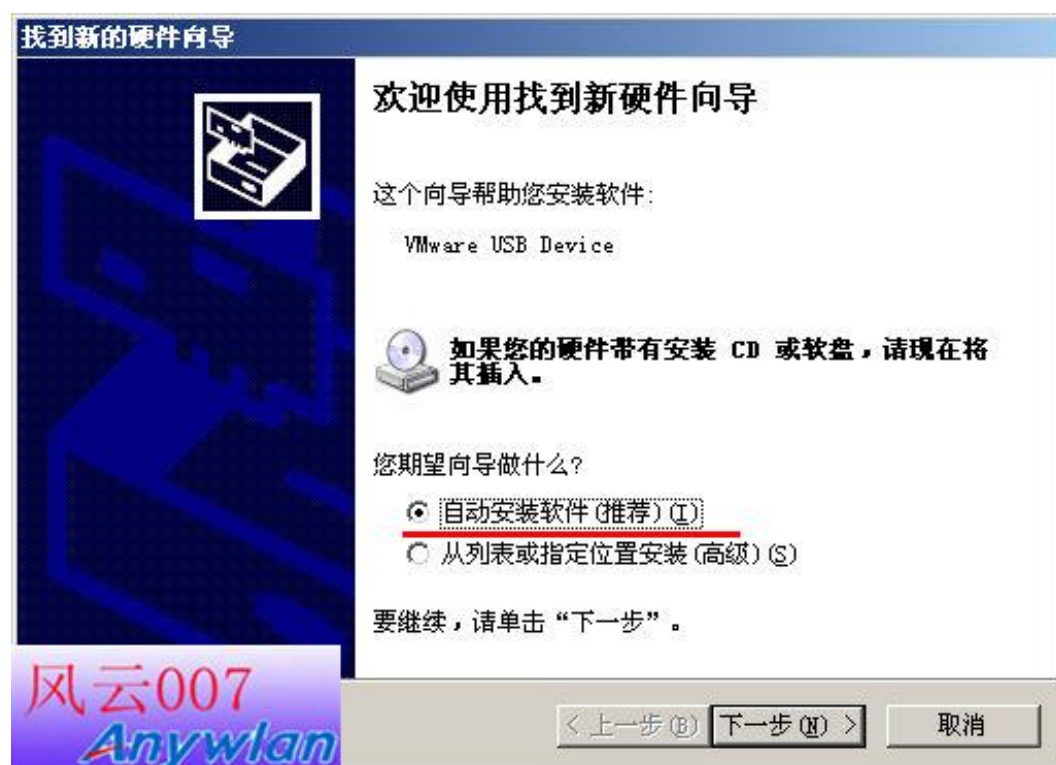 找到新的硬件向导
欢迎使用找到新硬件向导
这个向导帮助您安装软件:
VMware USB Device
如果您的硬件带有安装 CD 或软盘，请现在将
其插入。
您期望向导做什么?
自动安装软件(推荐)(I)
从列表或指定位置安装(高级)(S)
要继续，请单击“下一步”。
风云007
Anywlan
< 上一步(B) 下一步(N) > 取消